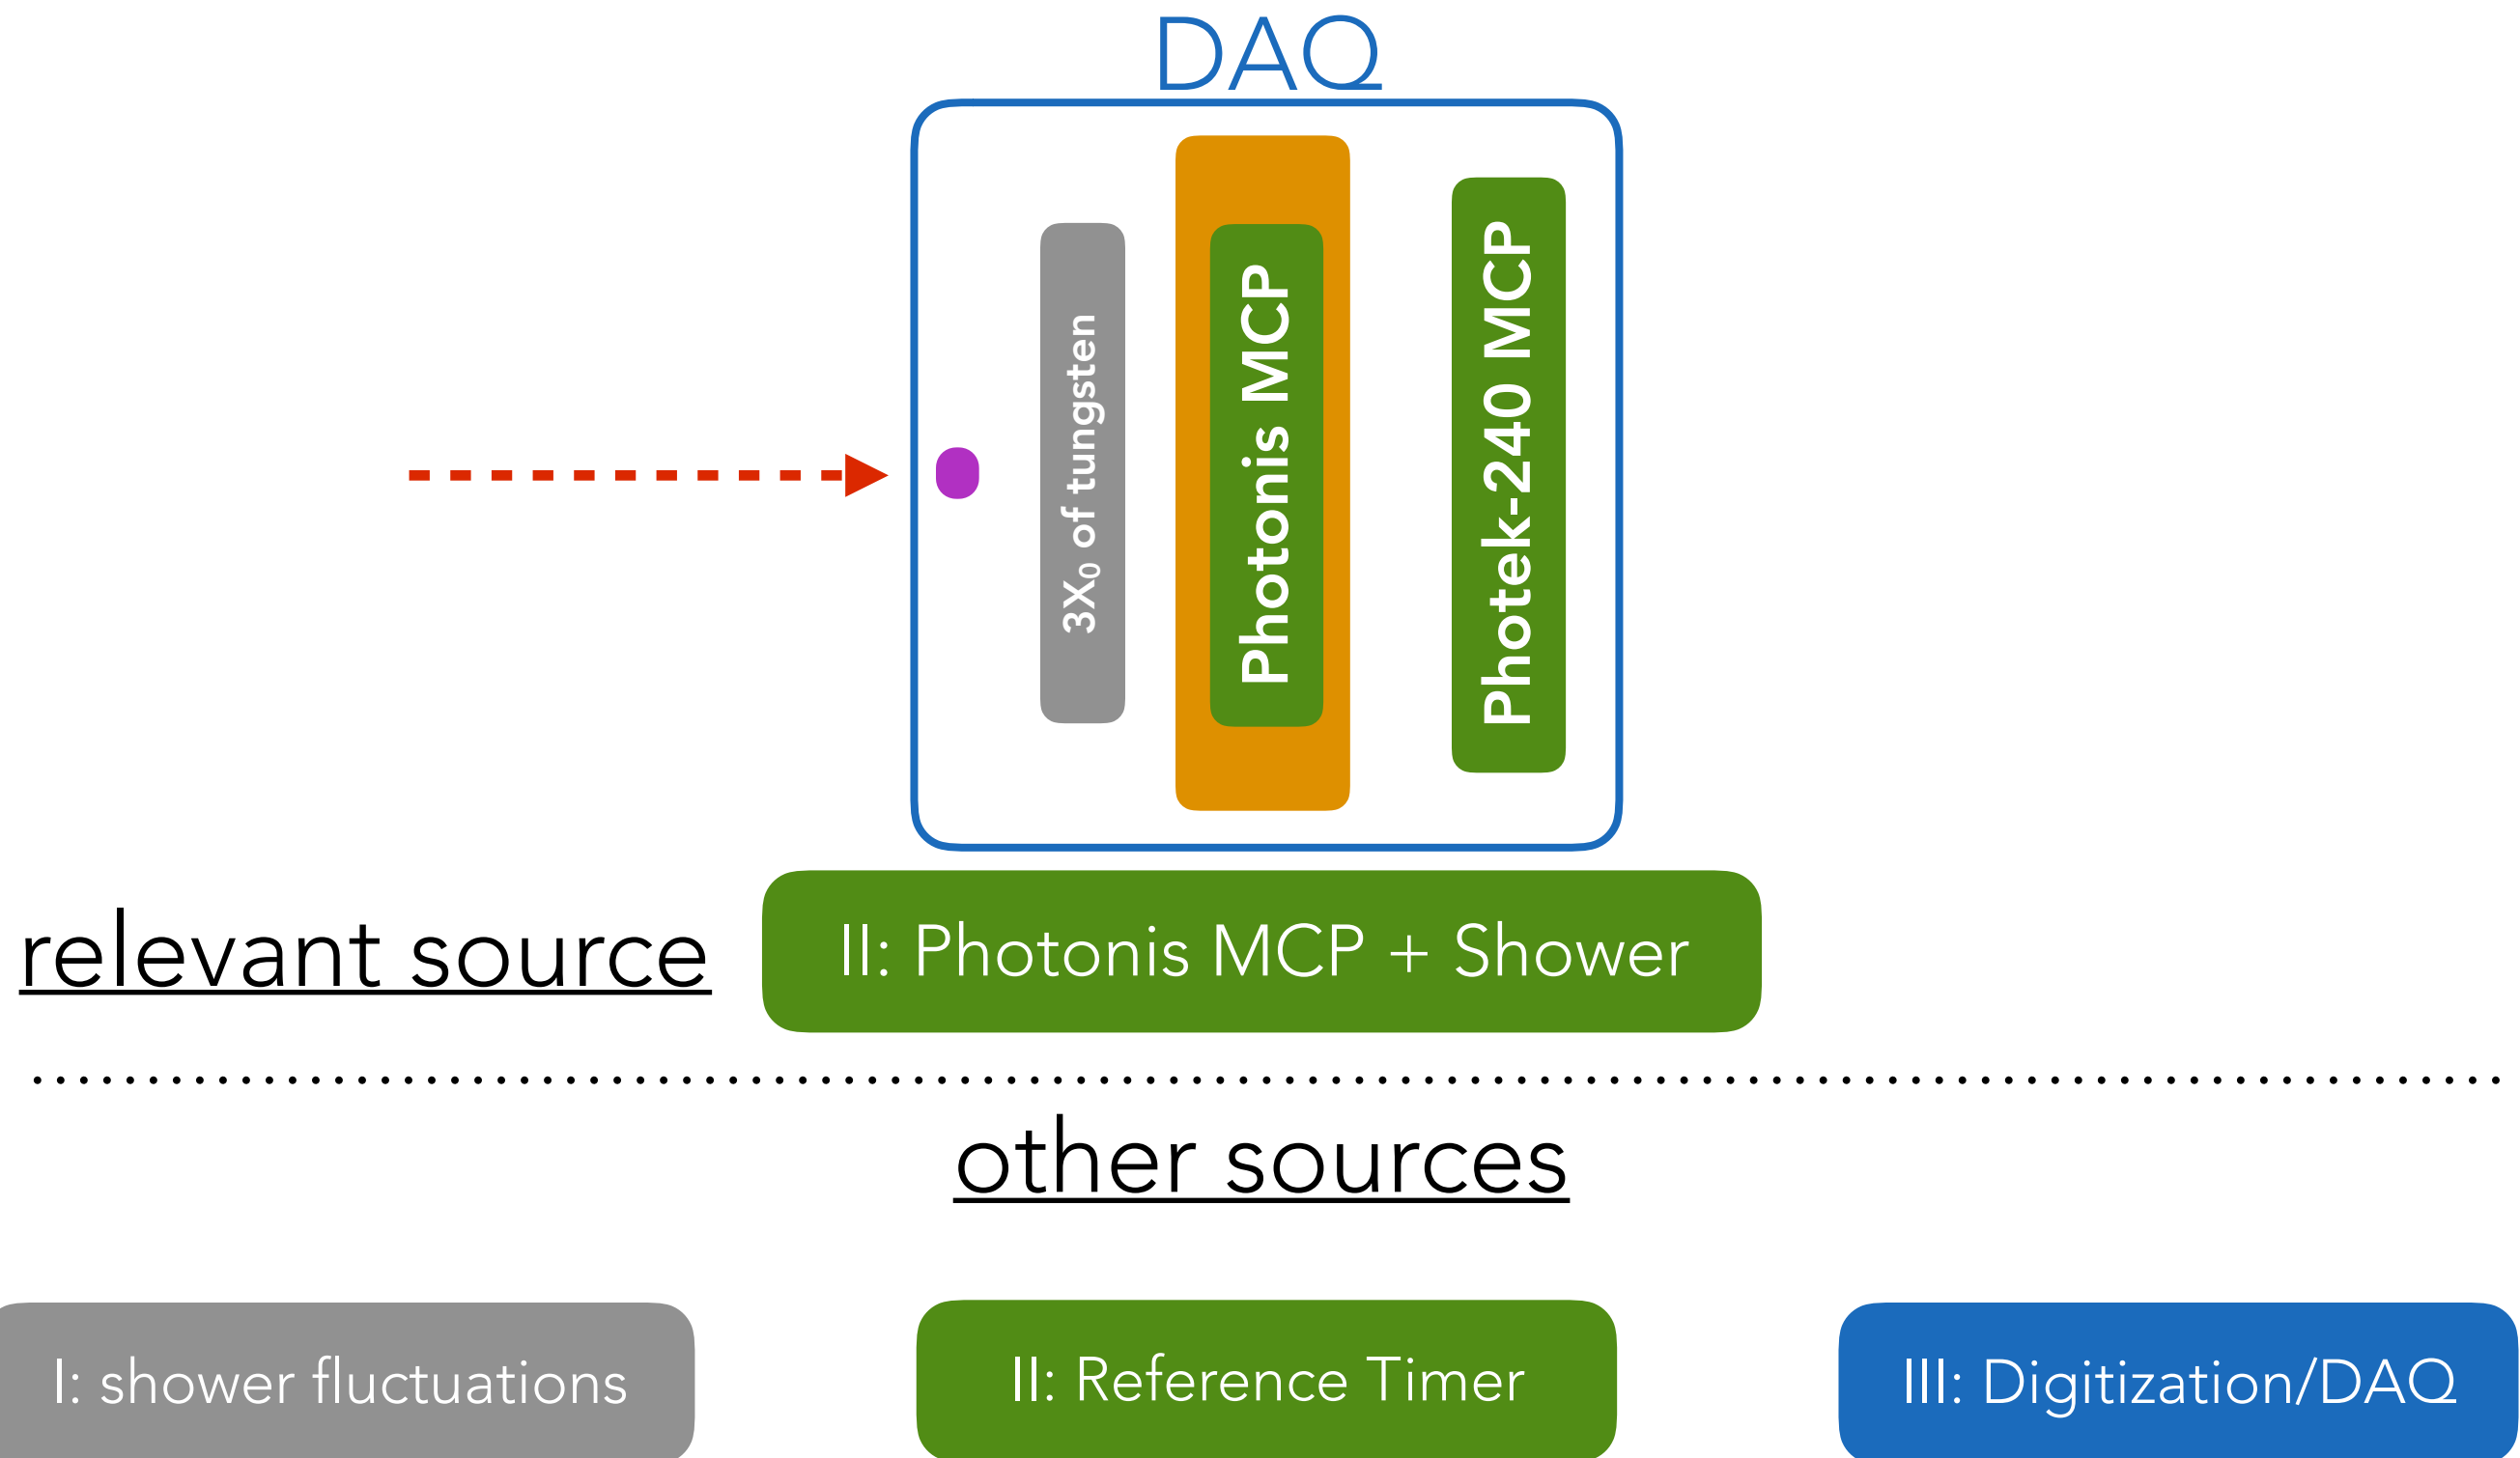 DAQ
3X₀ of tungsten
Photonis MCP
Photek-240 MCP
relevant source
II: Photonis MCP + Shower
other sources
I: shower fluctuations
II: Reference Timer
III: Digitization/DAQ